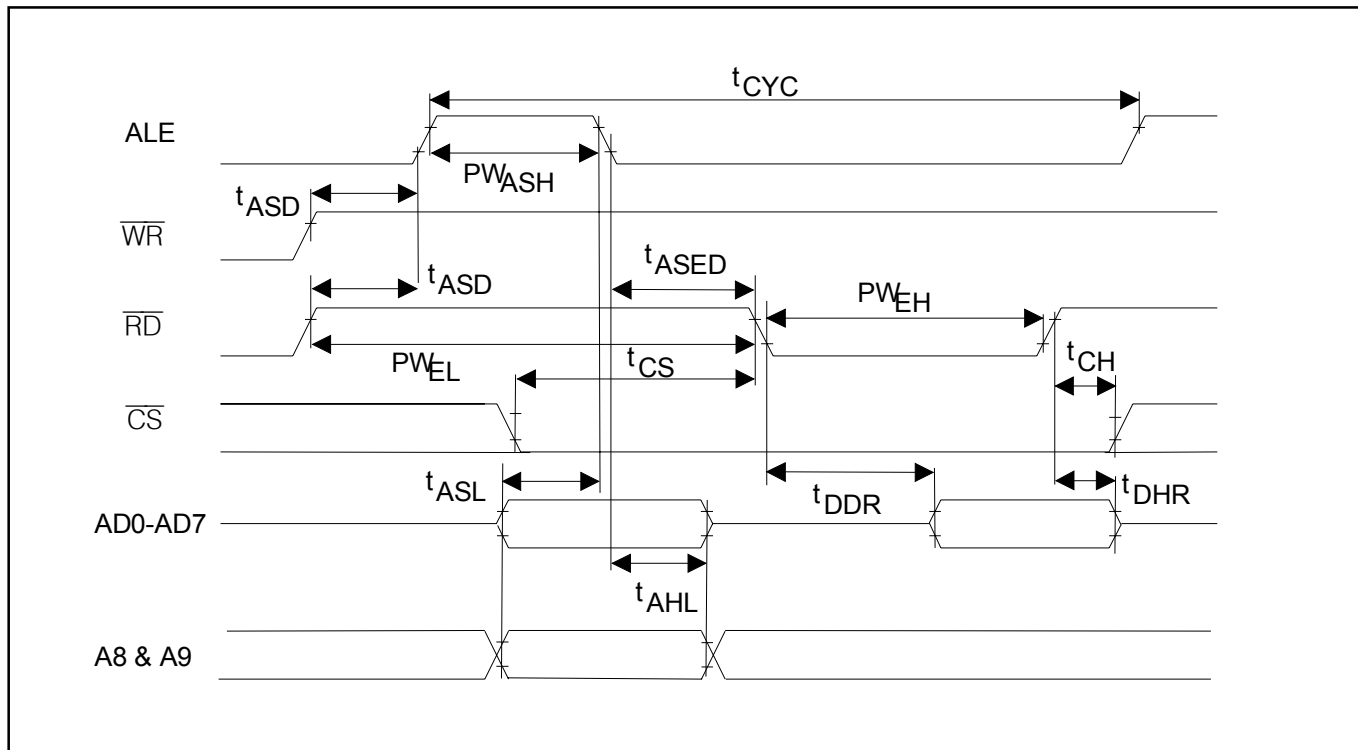 tCYC
ALE
PWASH
tASD
WR
tASED
tASD
PWEH
RD
PWEL
tCS
tCH
CS
tASL
tDDR
tDHR
AD0-AD7
tAHL
A8 & A9